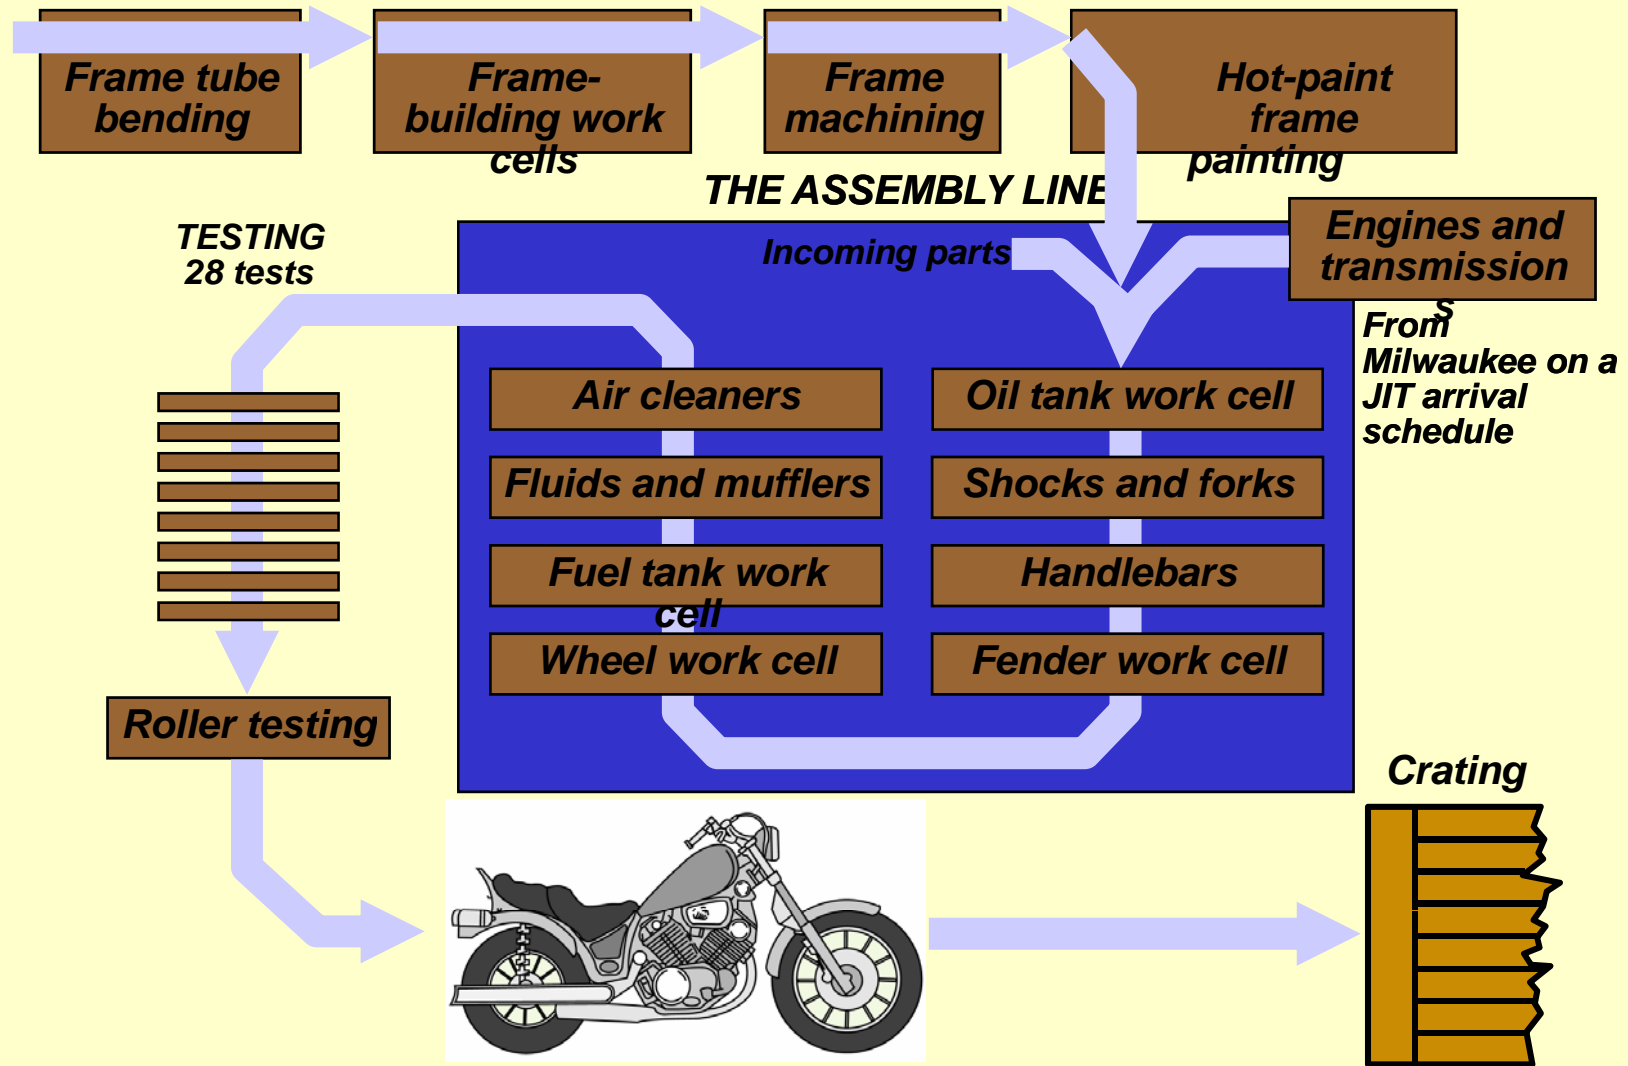 Frame tube
bending
Frame-
building work
cells
Frame
machining
Hot-paint
frame
painting
THE ASSEMBLY LINE
TESTING
28 tests
Incoming parts
Engines and
transmission
s
From
Milwaukee on a
JIT arrival
schedule
Air cleaners
Oil tank work cell
Fluids and mufflers
Shocks and forks
Fuel tank work
cell
Handlebars
Wheel work cell
Fender work cell
Roller testing
Crating